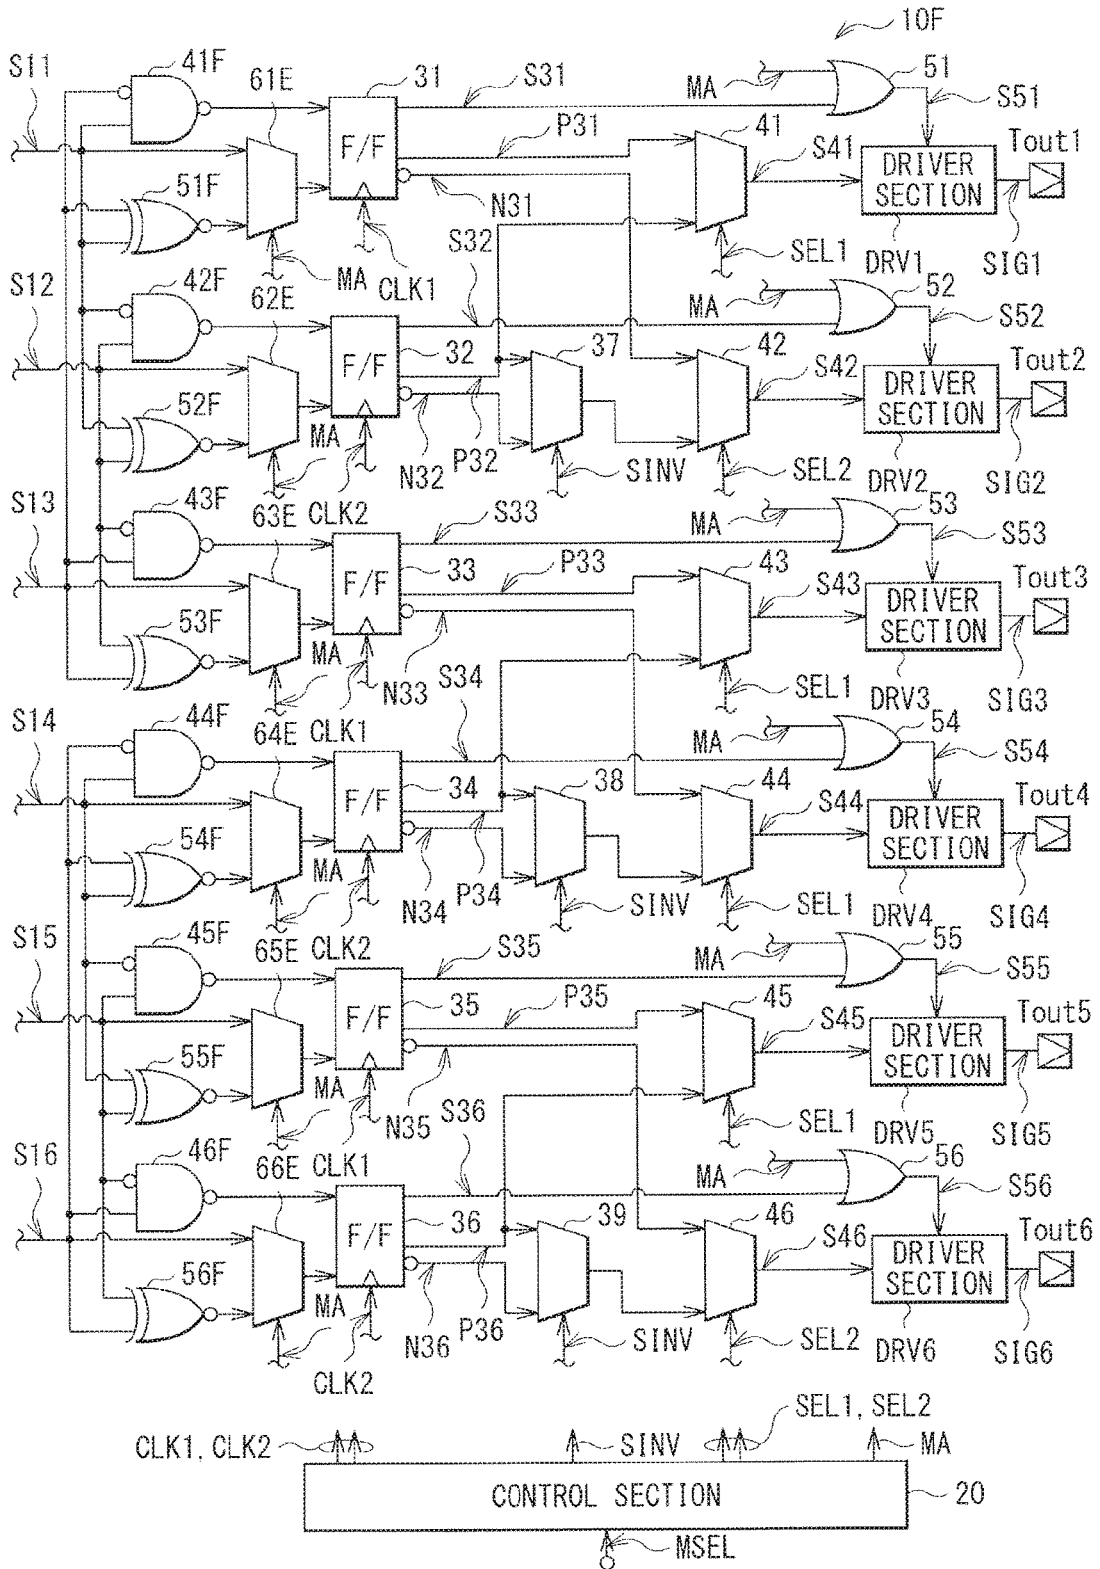 10F
S11
41F
61E
31
S31
MA
51
S51
F/F
P31
41
S41
DRIVER
SECTION
Tout1
51F
N31
S32
MA
CLK1
SEL1
DRV1
SIG1
S12
42F
62E
MA
52
S52
F/F
32
37
42
S42
DRIVER
SECTION
Tout2
52F
MA
N32
P32
SINV
SEL2
DRV2
SIG2
S13
43F
63E
CLK2
S33
MA
53
S53
F/F
33
P33
43
S43
DRIVER
SECTION
Tout3
53F
MA
N33
S34
SEL1
DRV3
SIG3
S14
44F
64E
CLK1
MA
54
S54
F/F
34
38
44
S44
DRIVER
SECTION
Tout4
54F
MA
N34
P34
SINV
SEL1
DRV4
SIG4
S15
45F
65E
CLK2
S35
MA
55
S55
F/F
35
P35
45
S45
DRIVER
SECTION
Tout5
55F
MA
N35
S36
SEL1
DRV5
SIG5
S16
46F
66E
CLK1
MA
56
S56
F/F
36
39
46
S46
DRIVER
SECTION
Tout6
56F
MA
N36
P36
SINV
SEL2
DRV6
SIG6
CLK2
CLK1, CLK2
SINV
SEL1, SEL2
MA
CONTROL SECTION
20
MSEL